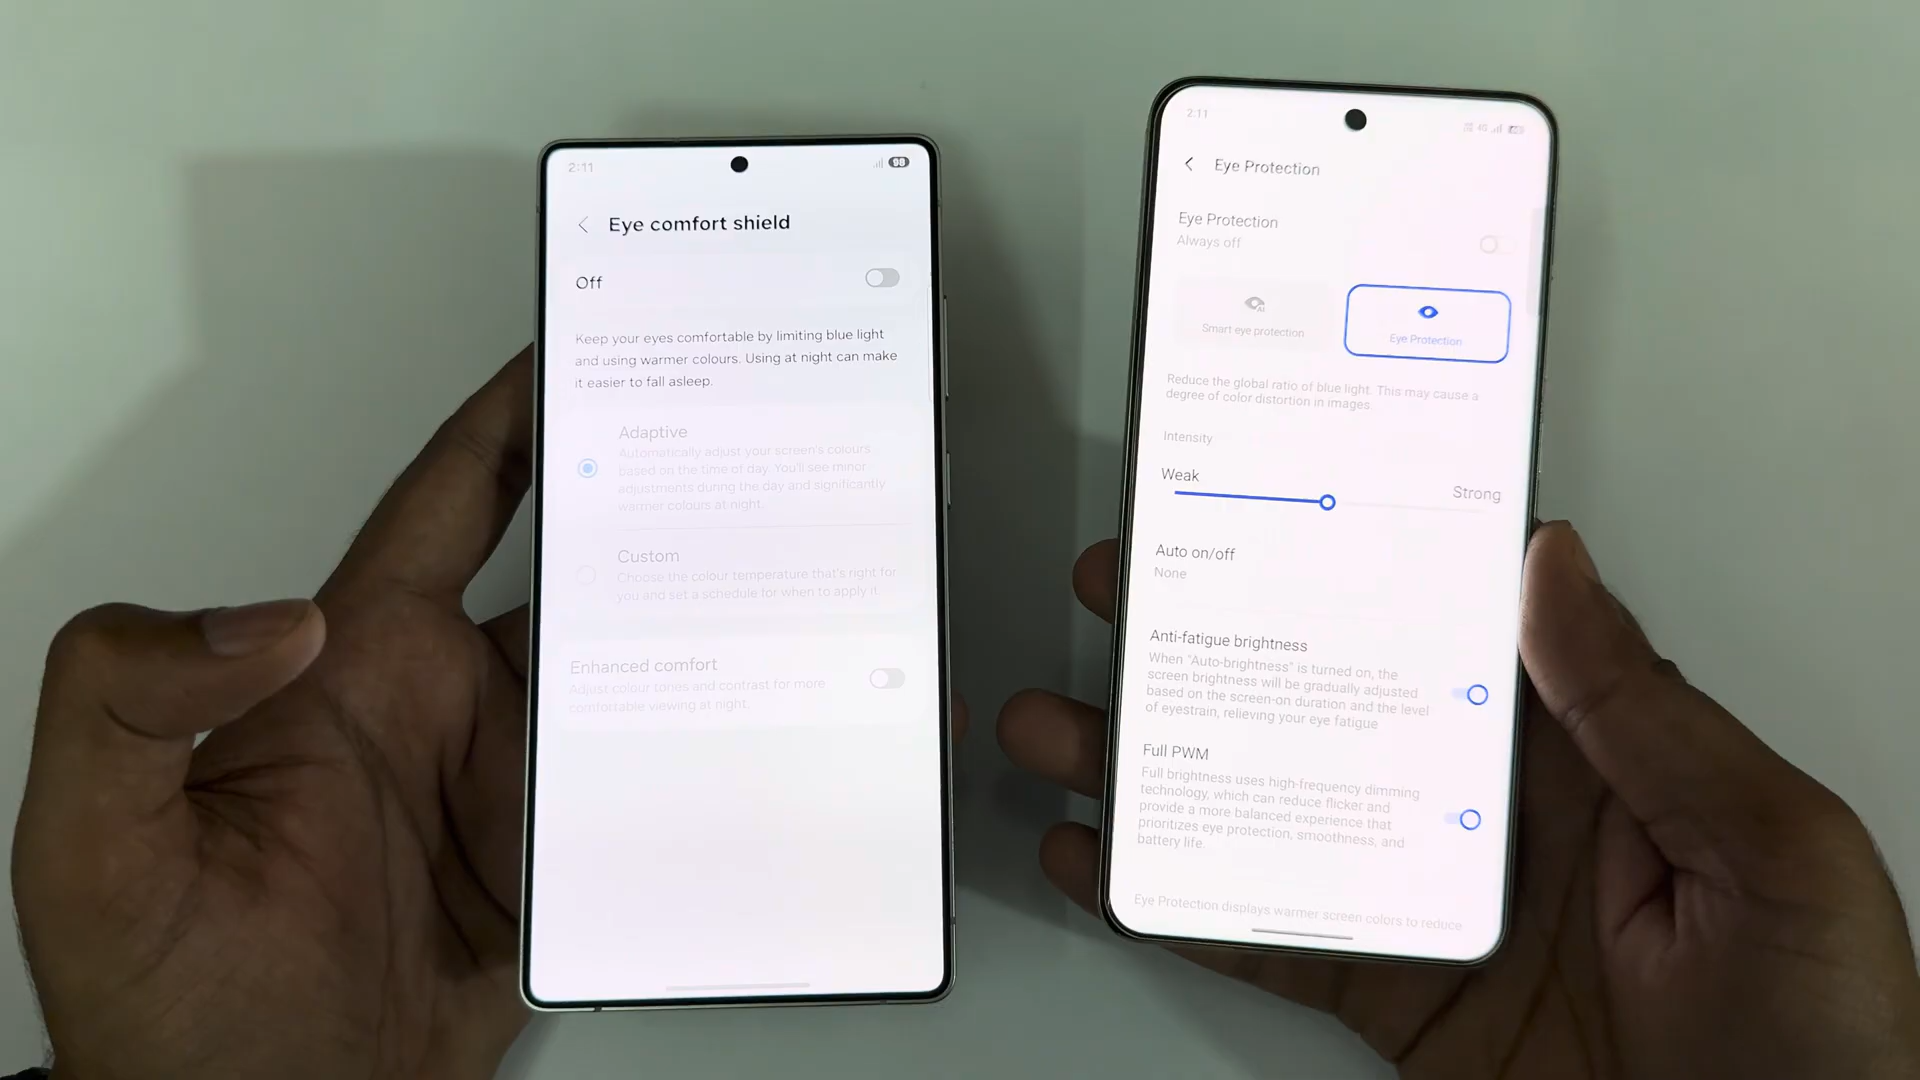 2:11
98
Eye comfort shield
Off
Keep your eyes comfortable by limiting blue light
and using warmer colours. Using at night can make
it easier to fall asleep.
Adaptive
Automatically adjust your screen's colours
based on the time of day. You'll see minor
adjustments during the day and significantly
warmer colours at night.
Custom
Choose the colour temperature that's right for
you and set a schedule for when to apply it.
Enhanced comfort
Adjust colour tones and contrast for more
comfortable viewing at night.
2:11
4G
Eye Protection
Eye Protection
Always off
AI
Smart eye protection
Eye Protection
Reduce the global ratio of blue light. This may cause a
degree of color distortion in images.
Intensity
Weak
Strong
Auto on/off
None
Anti-fatigue brightness
When "Auto-brightness" is turned on, the
screen brightness will be gradually adjusted
based on the screen-on duration and the level
of eyestrain, relieving your eye fatigue
Full PWM
Full brightness uses high-frequency dimming
technology, which can reduce flicker and
provide a more balanced experience that
prioritizes eye protection, smoothness, and
battery life.
Eye Protection displays warmer screen colors to reduce